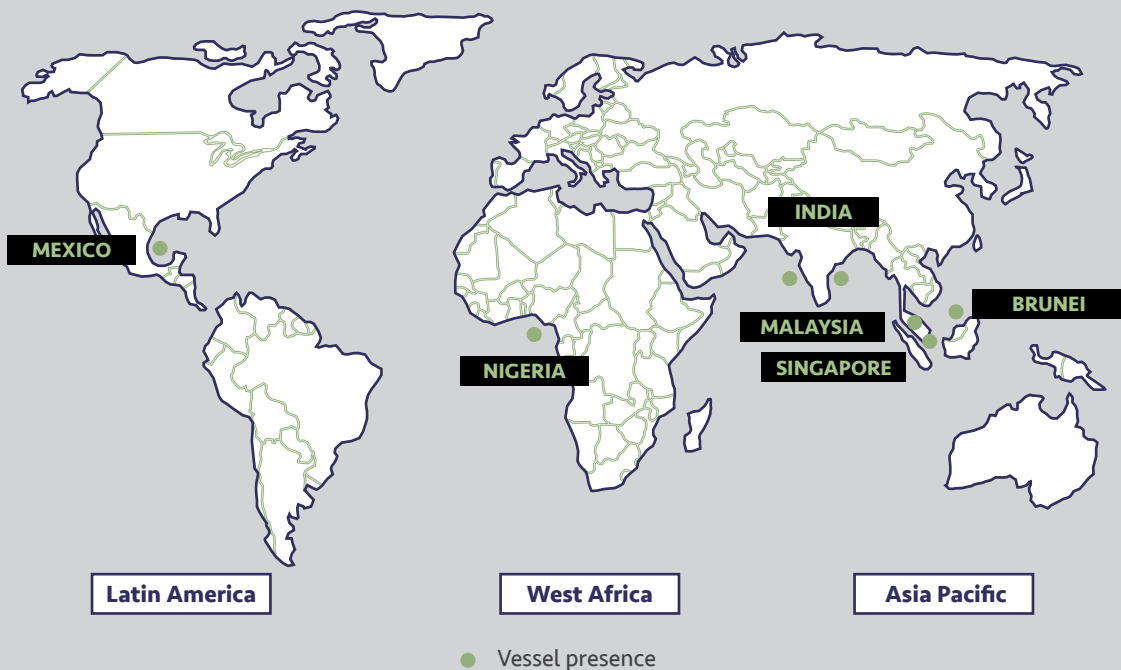 INDIA
MEXICO
BRUNEI
MALAYSIA
NIGERIA
SINGAPORE
Latin America
West Africa
Asia Pacific
Vessel presence